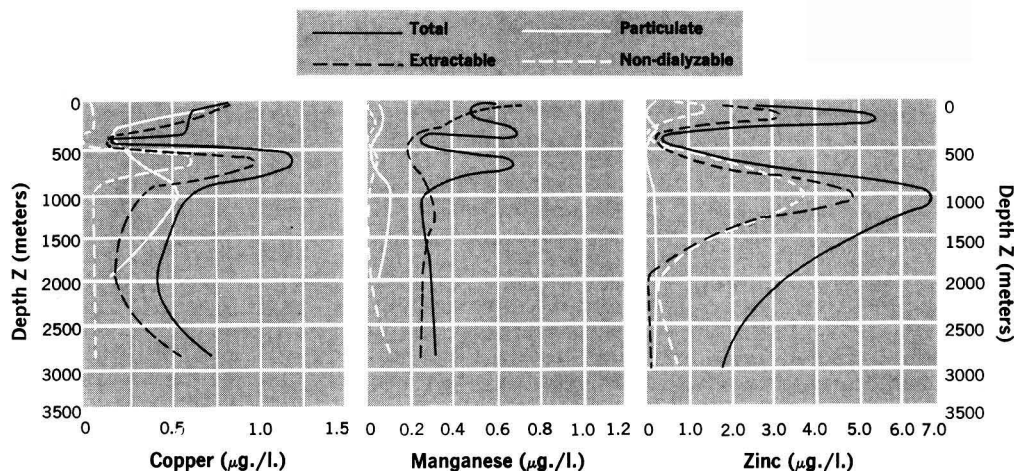 Total
Particulate
Extractable
Non-dialyzable
Depth Z (meters)
0
500
1000
1500
2000
2500
3000
3500
0 0.5 1.0 1.5
Copper (μg./l.)
0 0.2 0.4 0.6 0.8 1.0 1.2
Manganese (μg./l.)
0 1.0 2.0 3.0 4.0 5.0 6.0 7.0
Zinc (μg./l.)
0
500
1000
1500
2000
2500
3000
3500
Depth Z (meters)